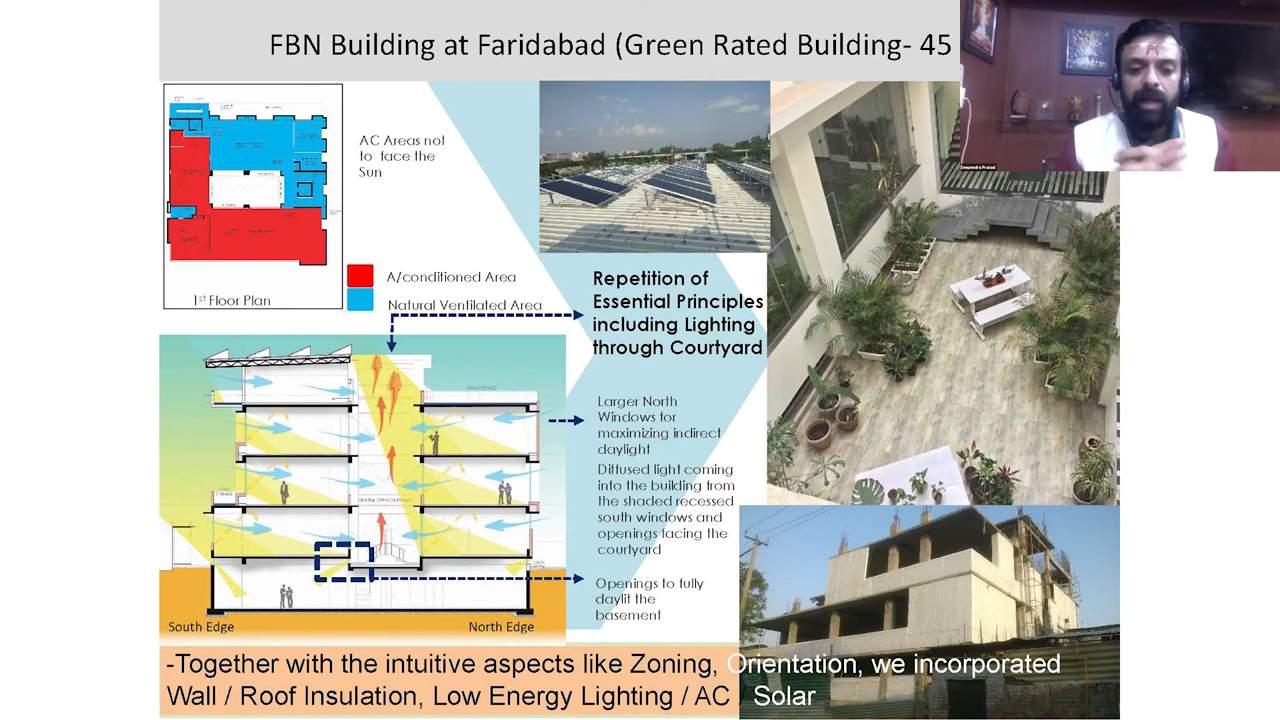 FBN Building at Faridabad (Green Rated Building- 45
Deependra Prasad
AC Areas not
to face the
Sun
A/conditioned Area
Natural Ventilated Area
1st Floor Plan
Repetition of
Essential Principles
including Lighting
through Courtyard
Larger North
Windows for
maximizing indirect
daylight
Diffused light coming
into the building from
the shaded recessed
south windows and
openings facing the
courtyard
Openings to fully
daylit the
basement
South Edge
North Edge
-Together with the intuitive aspects like Zoning, Orientation, we incorporated
Wall / Roof Insulation, Low Energy Lighting / AC / Solar